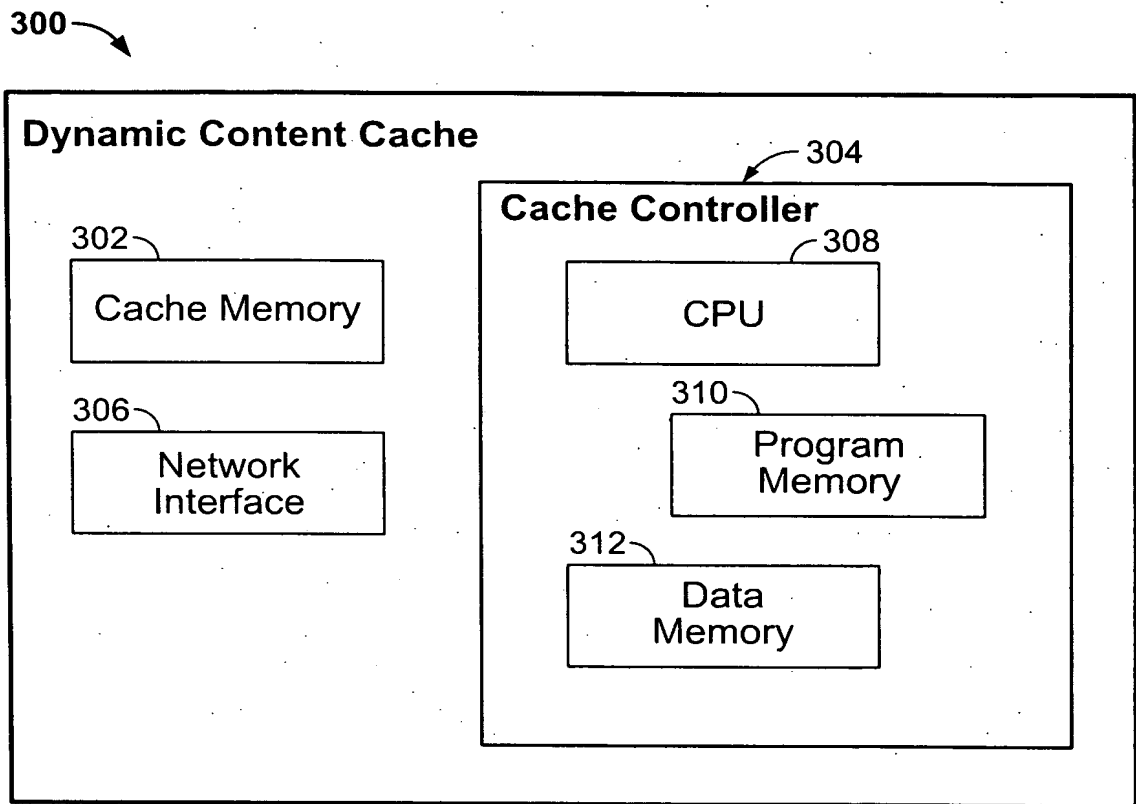 300
Dynamic Content Cache
304
Cache Controller
302
Cache Memory
308
CPU
306
Network
Interface
310
Program
Memory
312
Data
Memory